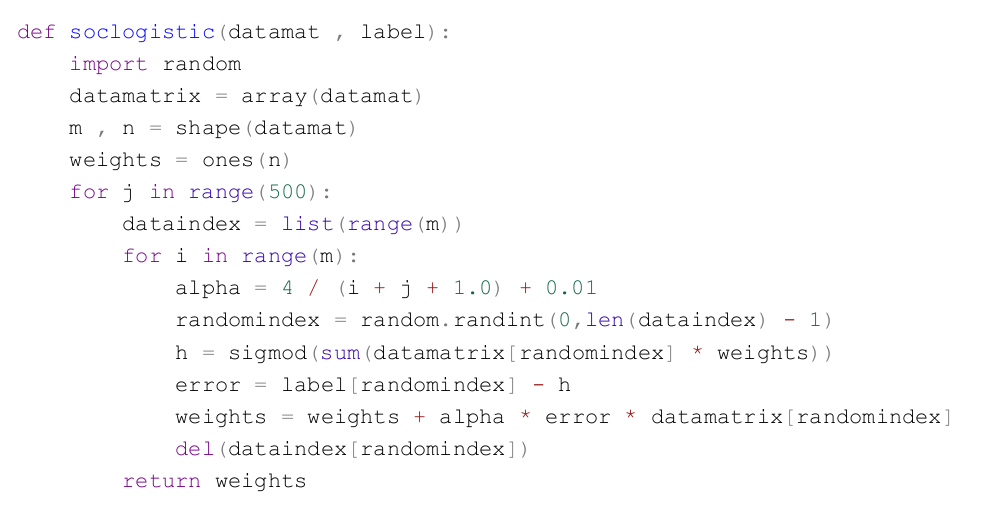 def soclogistic(datamat , label):
    import random
    datamatrix = array(datamat)
    m , n = shape(datamat)
    weights = ones(n)
    for j in range(500):
        dataindex = list(range(m))
        for i in range(m):
            alpha = 4 / (i + j + 1.0) + 0.01
            randomindex = random.randint(0,len(dataindex) - 1)
            h = sigmod(sum(datamatrix[randomindex] * weights))
            error = label[randomindex] - h
            weights = weights + alpha * error * datamatrix[randomindex]
            del(dataindex[randomindex])
        return weights